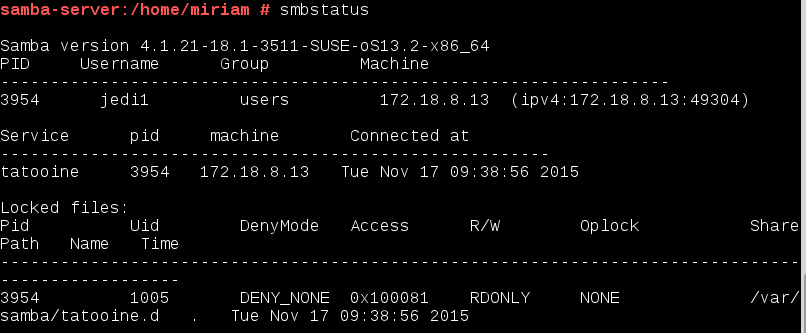 samba-server:/home/miriam # smbstatus
Samba version 4.1.21-18.1-3511-SUSE-oS13.2-x86_64
PID     Username      Group              Machine
-------------------------------------------------------------------
3954      jedi1         users         172.18.8.13  (ipv4:172.18.8.13:49304)
Service      pid     machine       Connected at
-------------------------------------------------------
tatooine     3954   172.18.8.13   Tue Nov 17 09:38:56 2015
Locked files:
Pid          Uid        DenyMode   Access      R/W        Oplock           Share
Path   Name   Time
--------------------------------------------------------------------------------
------------------
3954         1005       DENY_NONE  0x100081    RDONLY     NONE             /var/
samba/tatooine.d   .   Tue Nov 17 09:38:56 2015